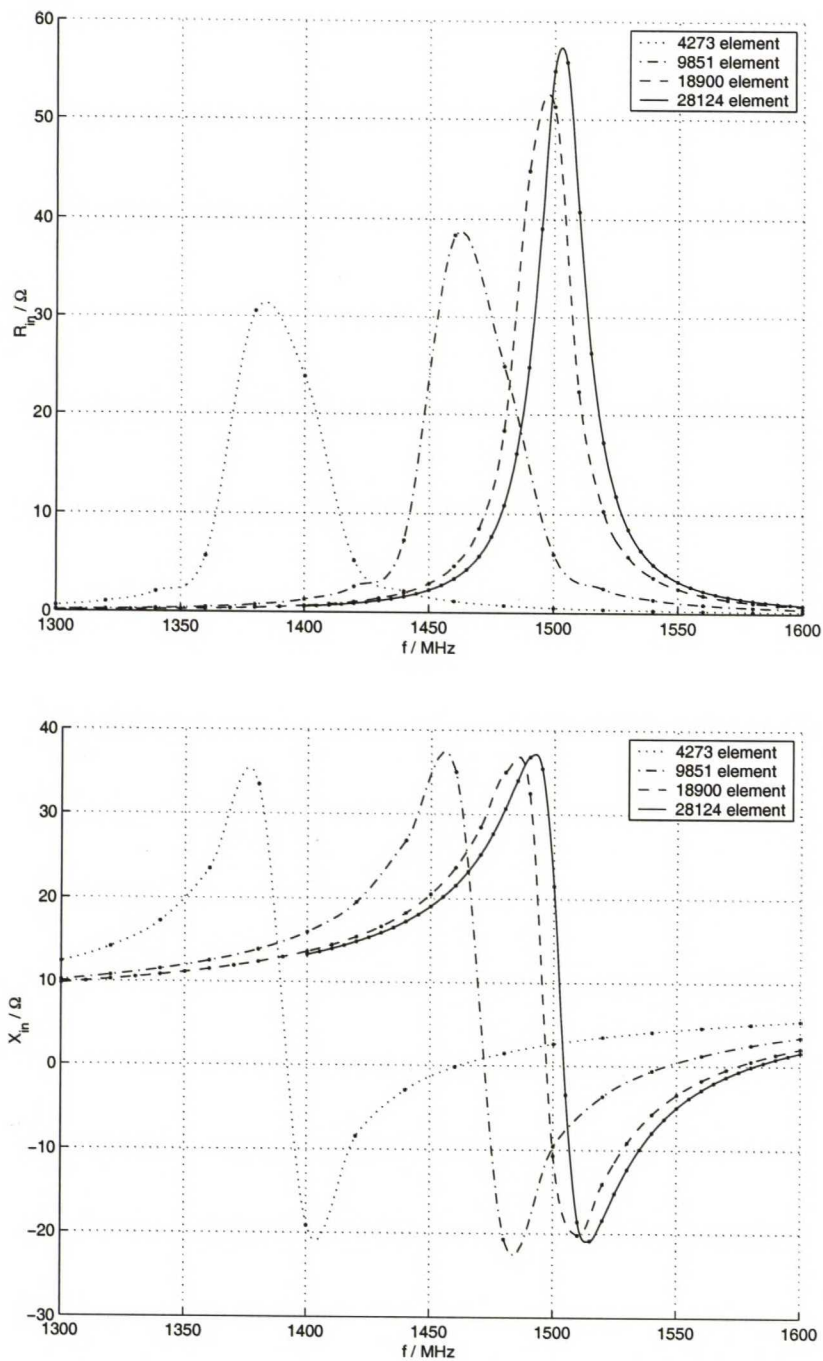 60
50
40
30
20
10
0
R_in / Ω
4273 element
9851 element
18900 element
28124 element
1300
1350
1400
1450
1500
1550
1600
f / MHz
40
30
20
10
0
−10
−20
−30
X_in / Ω
4273 element
9851 element
18900 element
28124 element
1300
1350
1400
1450
1500
1550
1600
f / MHz